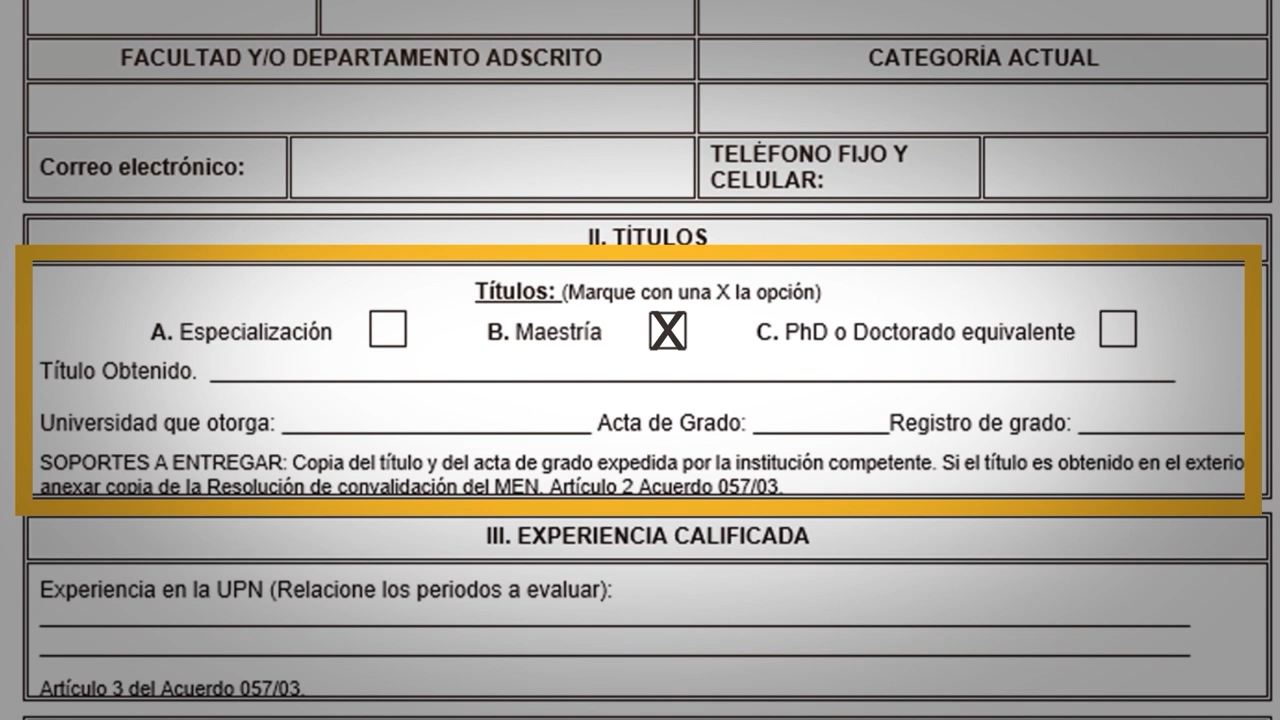 FACULTAD Y/O DEPARTAMENTO ADSCRITO
CATEGORÍA ACTUAL
Correo electrónico:
TELÉFONO FIJO Y
CELULAR:
II. TÍTULOS
Títulos: (Marque con una X la opción)
A. Especialización B. Maestría X C. PhD o Doctorado equivalente
Título Obtenido.
Universidad que otorga: Acta de Grado: Registro de grado:
SOPORTES A ENTREGAR: Copia del título y del acta de grado expedida por la institución competente. Si el título es obtenido en el exterio
anexar copia de la Resolución de convalidación del MEN. Artículo 2 Acuerdo 057/03.
III. EXPERIENCIA CALIFICADA
Experiencia en la UPN (Relacione los periodos a evaluar):
Artículo 3 del Acuerdo 057/03.